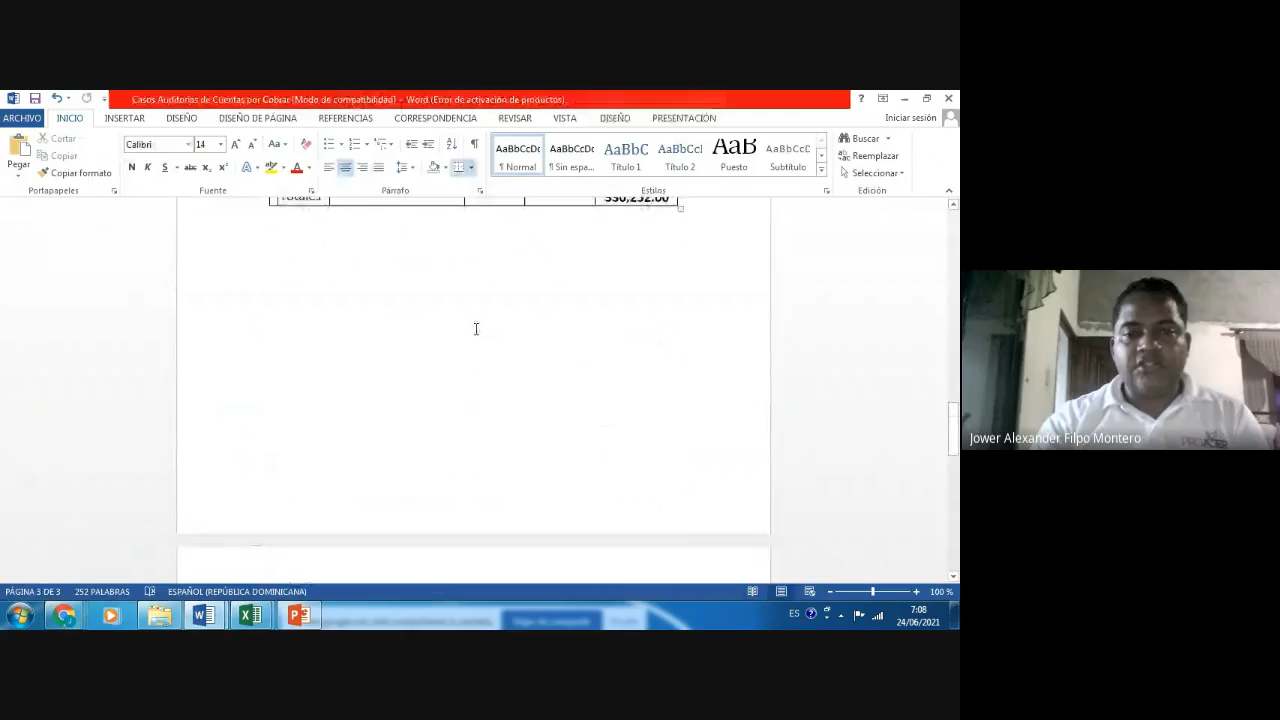 Casos Auditorias de Cuentas por Cobrar [Modo de compatibilidad] - Word (Error de activación de productos)
ARCHIVO INICIO INSERTAR DISEÑO DISEÑO DE PÁGINA REFERENCIAS CORRESPONDENCIA REVISAR VISTA DISEÑO PRESENTACIÓN Iniciar sesión
Pegar
Cortar
Copiar
Copiar formato
Portapapeles
Calibri 14
N K S
Fuente
Párrafo
AaBbCcDc AaBbCcDc AaBbC AaBbCcI AaB AaBbCcDc
¶ Normal ¶ Sin espa... Título 1 Título 2 Puesto Subtítulo
Estilos
Buscar
Reemplazar
Seleccionar
Edición
Totales
Jower Alexander Filpo Montero
PÁGINA 3 DE 3 252 PALABRAS ESPAÑOL (REPÚBLICA DOMINICANA) 100 %
ES 7:08
24/06/2021